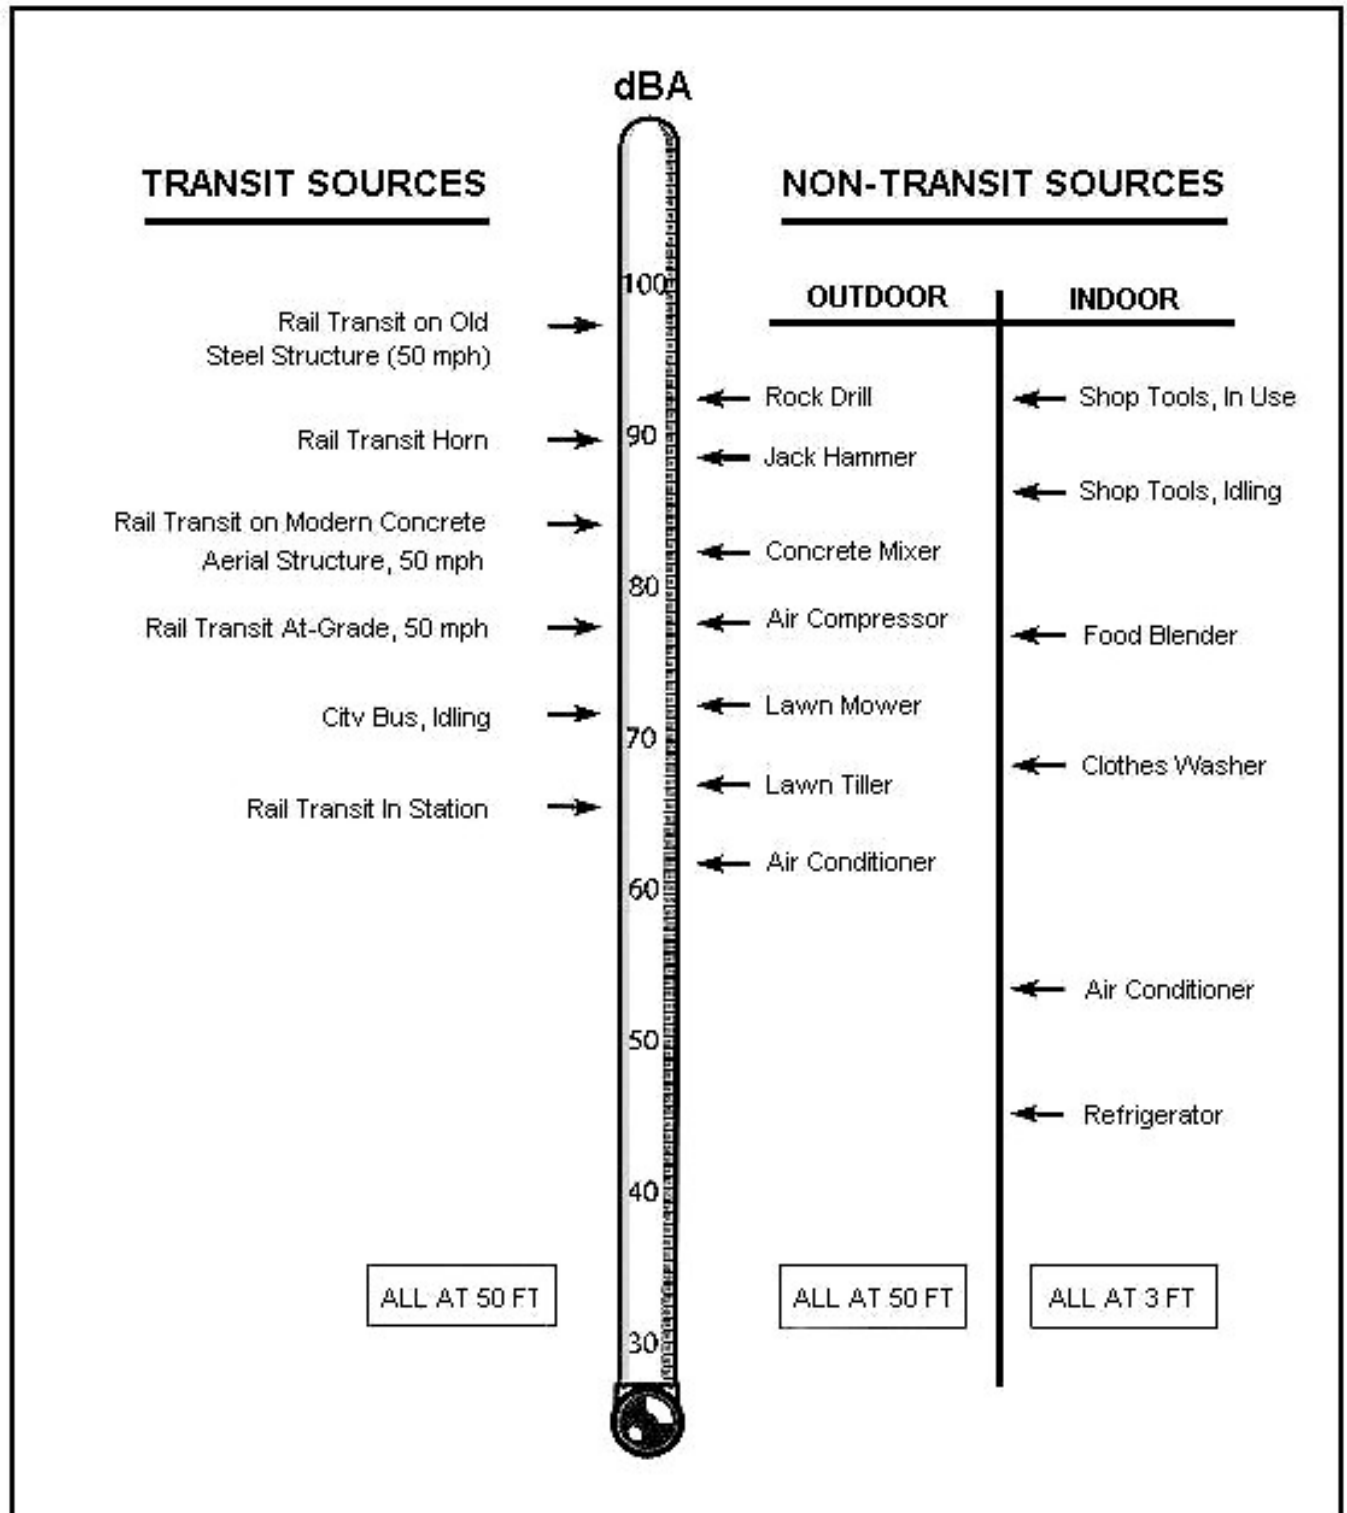 dBA
TRANSIT SOURCES
Rail Transit on Old
Steel Structure (50 mph)
Rail Transit Horn
Rail Transit on Modern Concrete
Aerial Structure, 50 mph
Rail Transit At-Grade, 50 mph
City Bus, Idling
Rail Transit In Station
ALL AT 50 FT
100
90
80
70
60
50
40
30
NON-TRANSIT SOURCES
OUTDOOR
Rock Drill
Jack Hammer
Concrete Mixer
Air Compressor
Lawn Mower
Lawn Tiller
Air Conditioner
ALL AT 50 FT
INDOOR
Shop Tools, In Use
Shop Tools, Idling
Food Blender
Clothes Washer
Air Conditioner
Refrigerator
ALL AT 3 FT